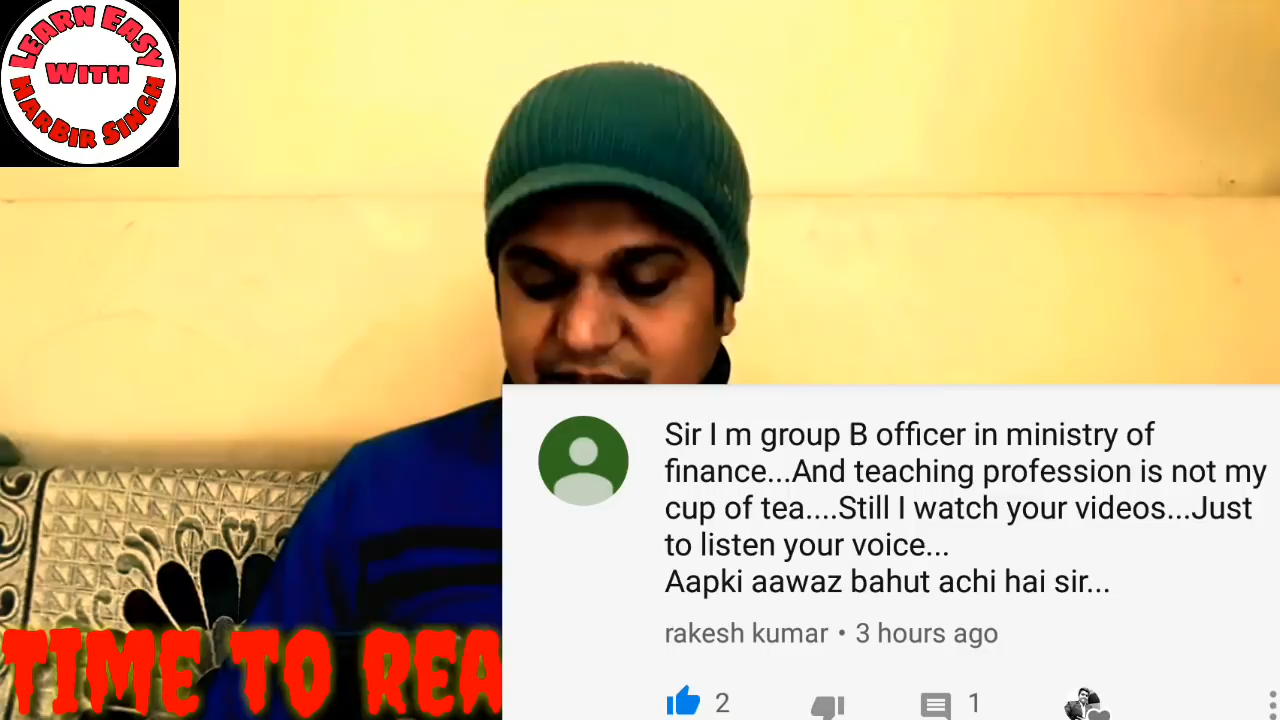 Learn Easy
With
HarBir Singh
Sir I m group B officer in ministry of
finance...And teaching profession is not my
cup of tea....Still I watch your videos...Just
to listen your voice...
Aapki aawaz bahut achi hai sir...
rakesh kumar • 3 hours ago
2
1
TIME TO REA